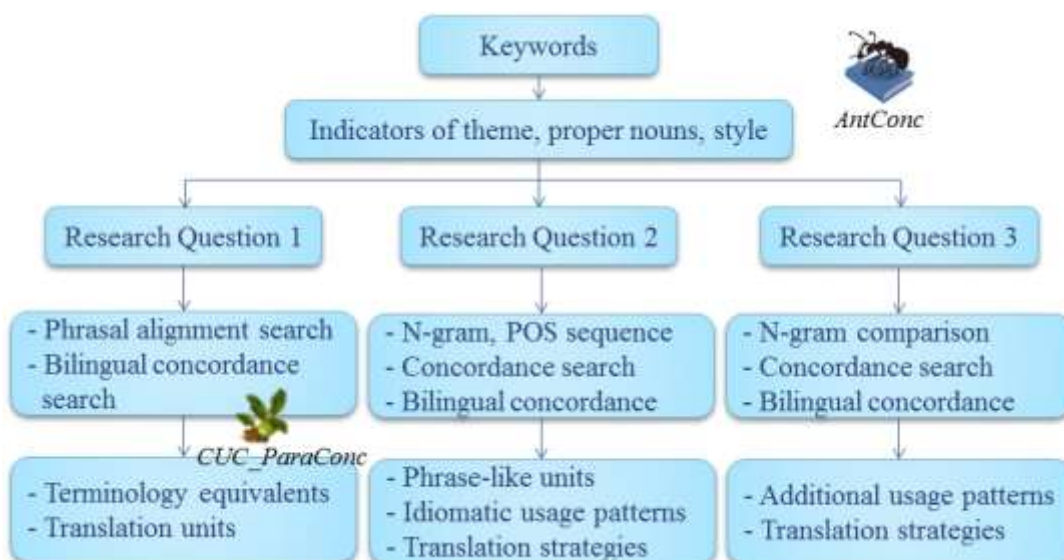 Keywords
AntConc
Indicators of theme, proper nouns, style
Research Question 1
Research Question 2
Research Question 3
- Phrasal alignment search
- Bilingual concordance
search
- N-gram, POS sequence
- Concordance search
- Bilingual concordance
- N-gram comparison
- Concordance search
- Bilingual concordance
CUC_ParaConc
- Terminology equivalents
- Translation units
- Phrase-like units
- Idiomatic usage patterns
- Translation strategies
- Additional usage patterns
- Translation strategies